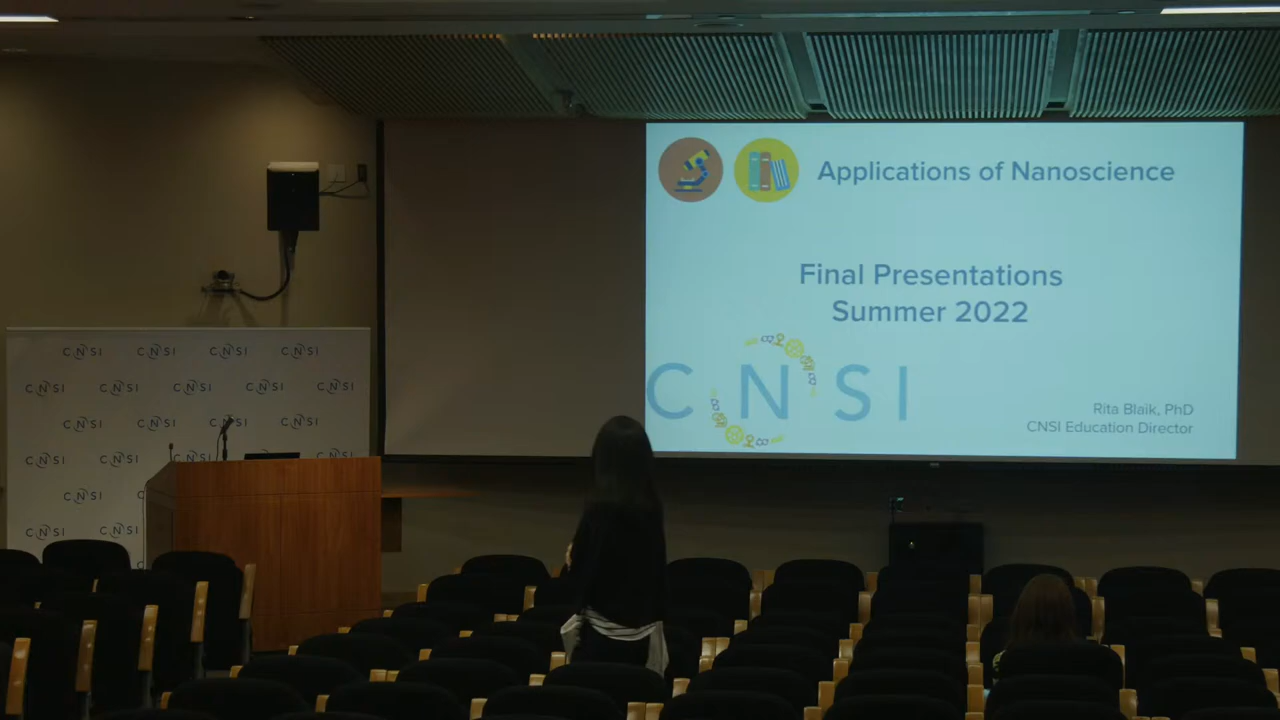 Applications of Nanoscience
Final Presentations
Summer 2022
CNSI
Rita Blaik, PhD
CNSI Education Director
CNSI CNSI CNSI CNSI
CNSI CNSI CNSI CNSI CNSI
CNSI CNSI CNSI CNSI
CNSI CNSI CNSI CNSI CNSI
CNSI
CNSI CNSI